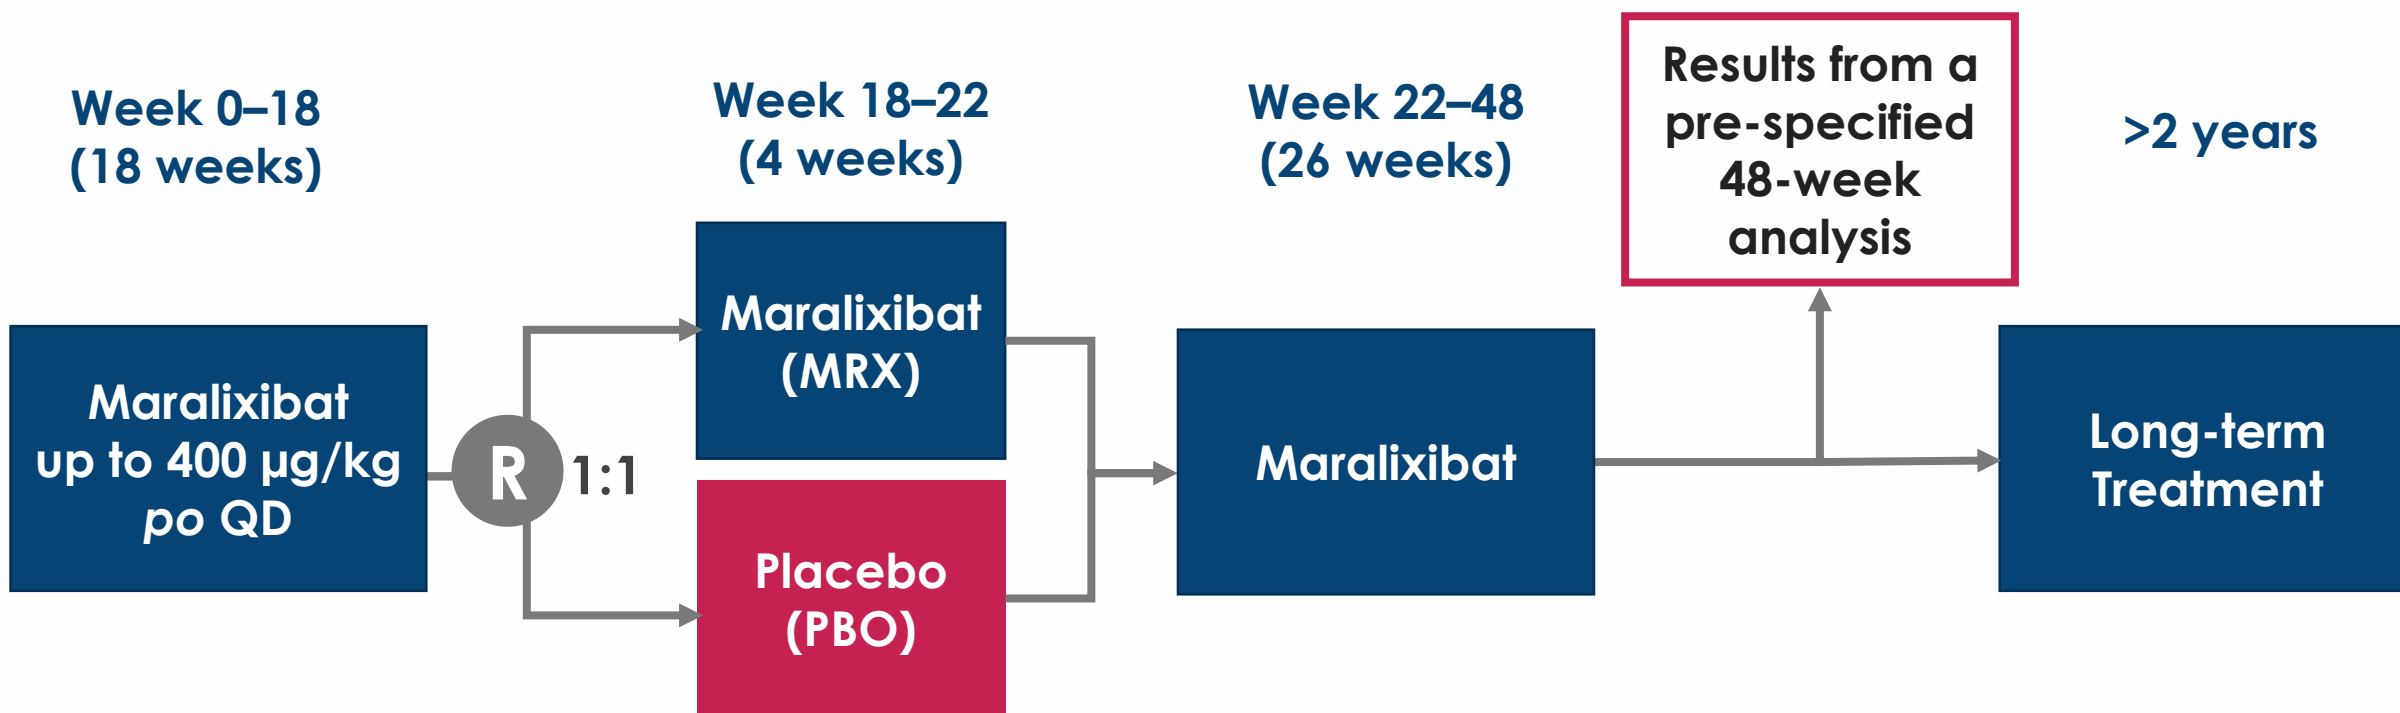 Week 0–18
(18 weeks)
Maralixibat
up to 400 µg/kg
po QD
R
1:1
Week 18–22
(4 weeks)
Maralixibat
(MRX)
Placebo
(PBO)
Week 22–48
(26 weeks)
Maralixibat
Results from a
pre-specified
48-week
analysis
>2 years
Long-term
Treatment